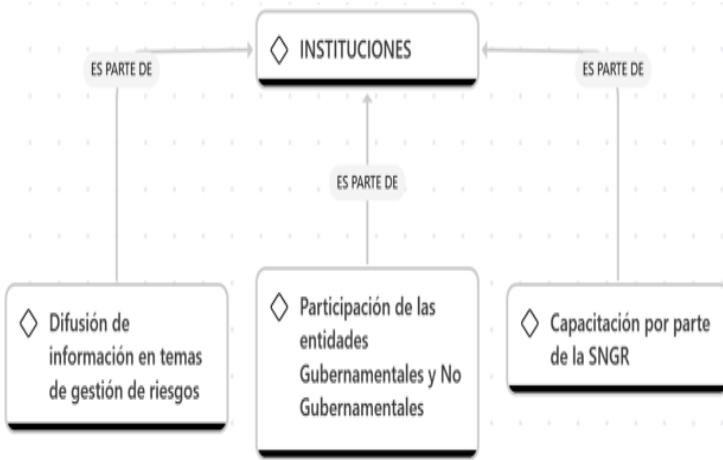 INSTITUCIONES
ES PARTE DE
ES PARTE DE
ES PARTE DE
Difusión de
información en temas
de gestión de riesgos
Participación de las
entidades
Gubernamentales y No
Gubernamentales
Capacitación por parte
de la SNGR